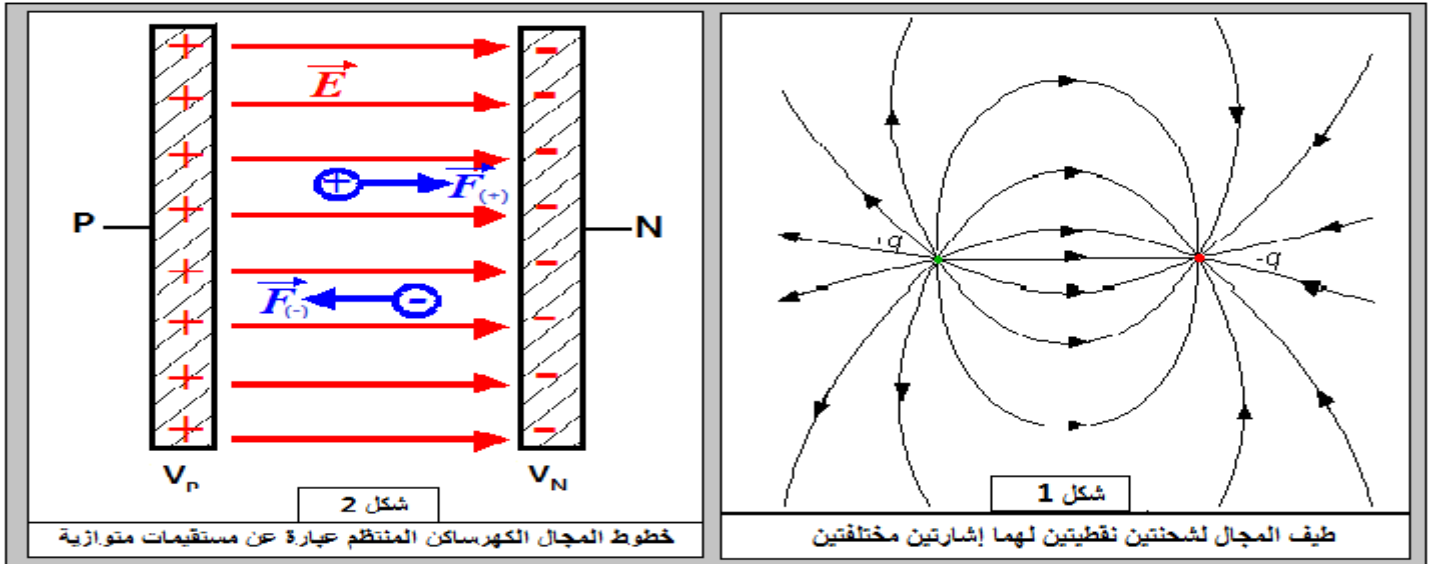 -q -q
شكل 1
طيف المجال لشحنتين نقطيتين لهما إشارتين مختلفتين
+ -
E
+ -
+ -
+ F(+)
+ -
P N
+ -
F(-) -
+ -
+ -
+ -
VP VN
شكل 2
خطوط المجال الكهرساكن المنتظم عبارة عن مستقيمات متوازية